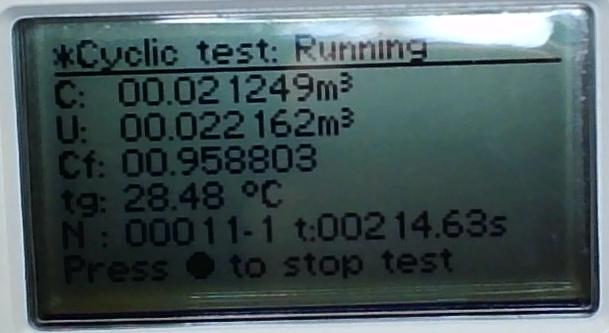 *Cyclic test: Running
C: 00.021249m³
U: 00.022162m³
Cf: 00.958803
tg: 28.48 °C
N : 00011-1 t:00214.63s
Press ● to stop test